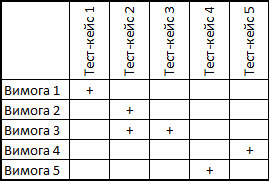 Тест-кейс 1 Тест-кейс 2 Тест-кейс 3 Тест-кейс 4 Тест-кейс 5
Вимога 1 +
Вимога 2 +
Вимога 3 + +
Вимога 4 +
Вимога 5 +